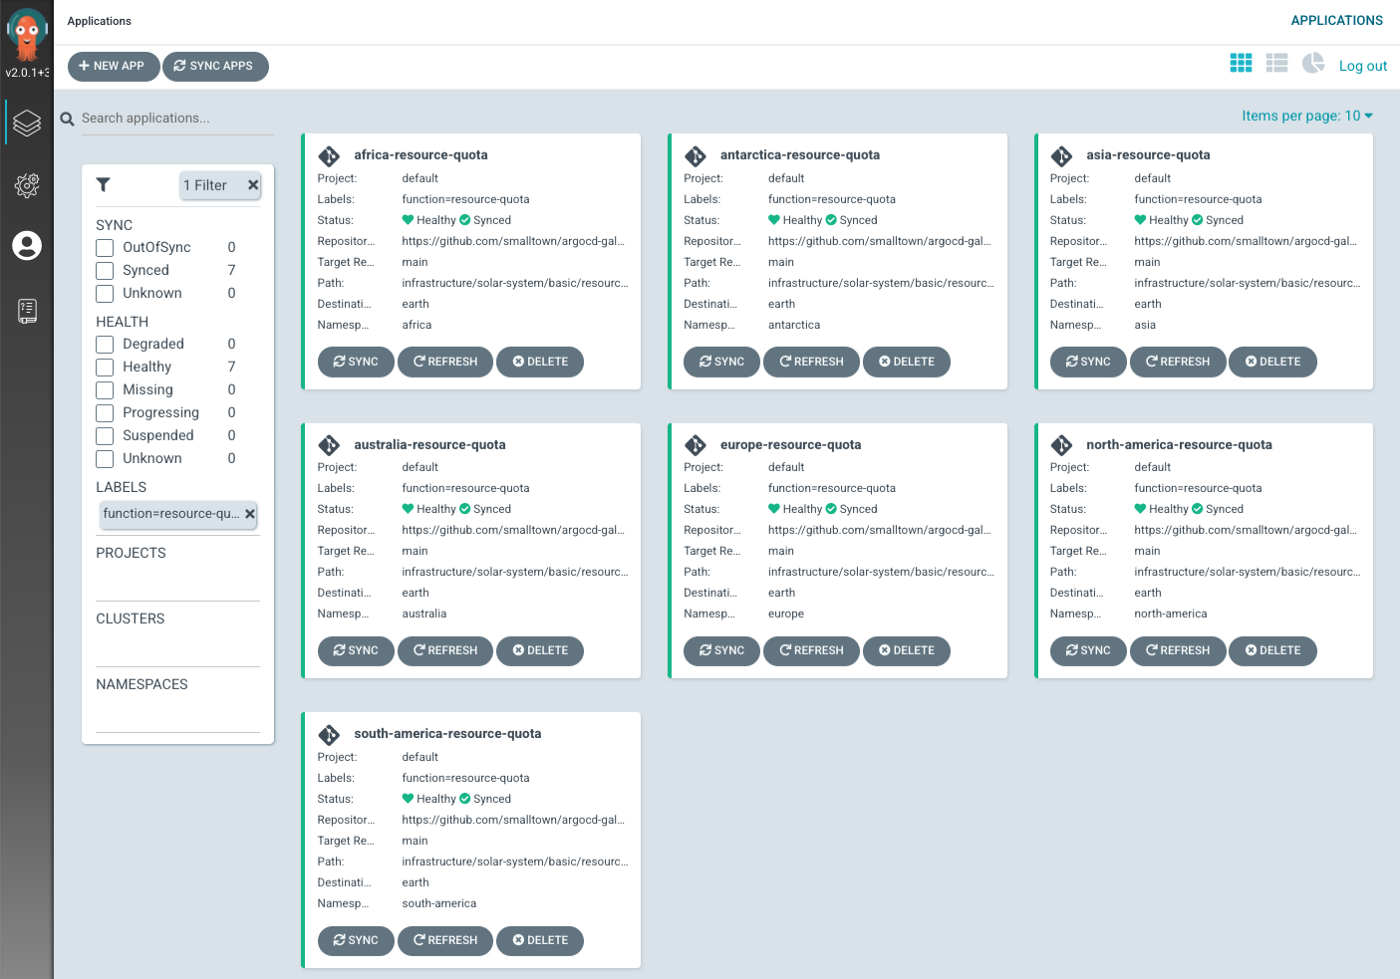 Applications
APPLICATIONS
v2.0.1+3
NEW APP
SYNC APPS
Log out
Search applications...
Items per page: 10
1 Filter
SYNC
OutOfSync 0
Synced 7
Unknown 0
HEALTH
Degraded 0
Healthy 7
Missing 0
Progressing 0
Suspended 0
Unknown 0
LABELS
function=resource-qu...
PROJECTS
CLUSTERS
NAMESPACES
africa-resource-quota
Project: default
Labels: function=resource-quota
Status: Healthy Synced
Repositor... https://github.com/smalltown/argocd-gal...
Target Re... main
Path: infrastructure/solar-system/basic/resourc...
Destinati... earth
Namesp... africa
SYNC REFRESH DELETE
antarctica-resource-quota
Project: default
Labels: function=resource-quota
Status: Healthy Synced
Repositor... https://github.com/smalltown/argocd-gal...
Target Re... main
Path: infrastructure/solar-system/basic/resourc...
Destinati... earth
Namesp... antarctica
SYNC REFRESH DELETE
asia-resource-quota
Project: default
Labels: function=resource-quota
Status: Healthy Synced
Repositor... https://github.com/smalltown/argocd-gal...
Target Re... main
Path: infrastructure/solar-system/basic/resourc...
Destinati... earth
Namesp... asia
SYNC REFRESH DELETE
australia-resource-quota
Project: default
Labels: function=resource-quota
Status: Healthy Synced
Repositor... https://github.com/smalltown/argocd-gal...
Target Re... main
Path: infrastructure/solar-system/basic/resourc...
Destinati... earth
Namesp... australia
SYNC REFRESH DELETE
europe-resource-quota
Project: default
Labels: function=resource-quota
Status: Healthy Synced
Repositor... https://github.com/smalltown/argocd-gal...
Target Re... main
Path: infrastructure/solar-system/basic/resourc...
Destinati... earth
Namesp... europe
SYNC REFRESH DELETE
north-america-resource-quota
Project: default
Labels: function=resource-quota
Status: Healthy Synced
Repositor... https://github.com/smalltown/argocd-gal...
Target Re... main
Path: infrastructure/solar-system/basic/resourc...
Destinati... earth
Namesp... north-america
SYNC REFRESH DELETE
south-america-resource-quota
Project: default
Labels: function=resource-quota
Status: Healthy Synced
Repositor... https://github.com/smalltown/argocd-gal...
Target Re... main
Path: infrastructure/solar-system/basic/resourc...
Destinati... earth
Namesp... south-america
SYNC REFRESH DELETE